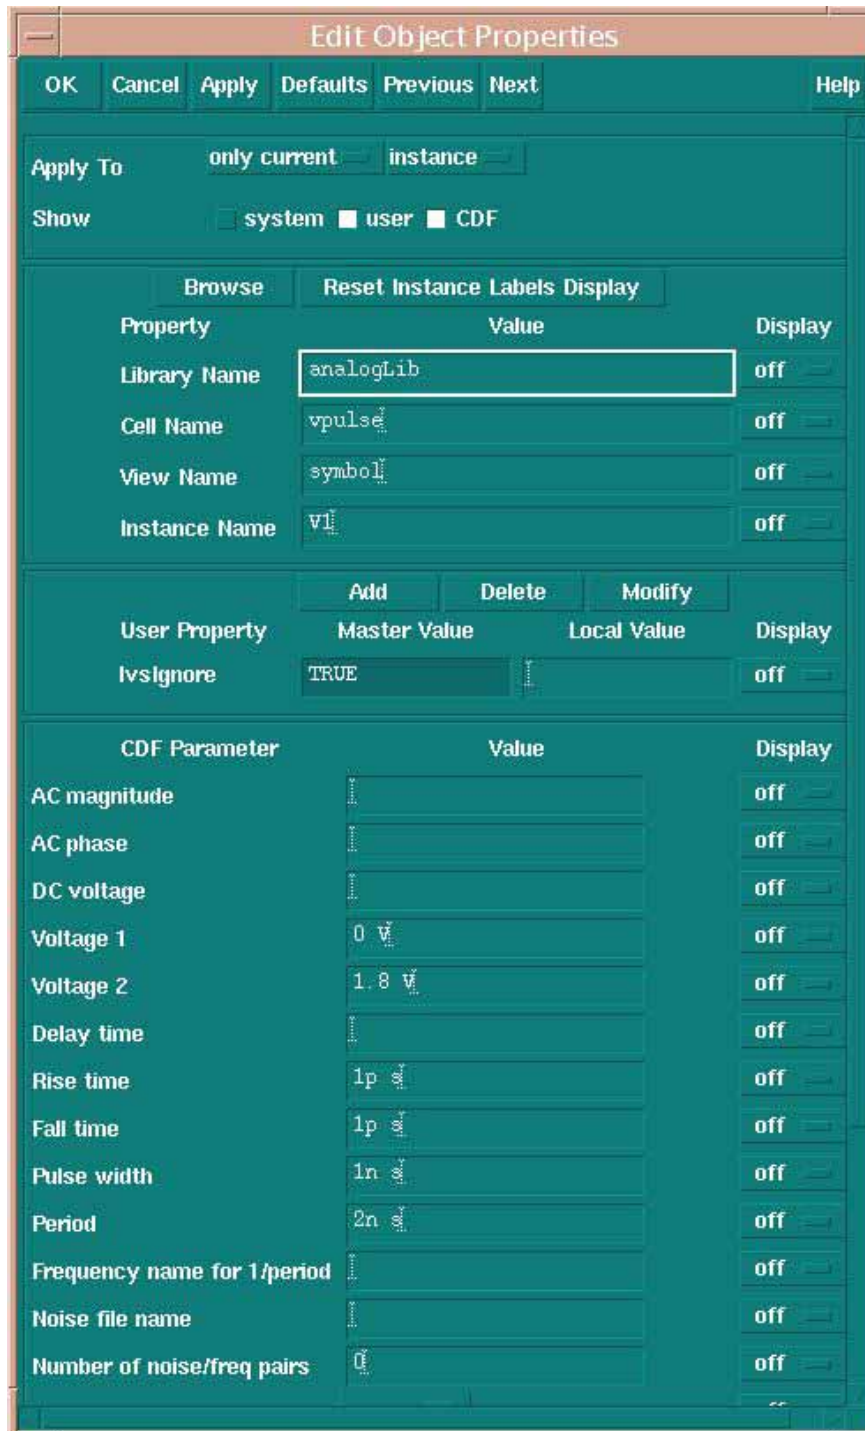 Edit Object Properties
OK Cancel Apply Defaults Previous Next Help
Apply To only current instance
Show system user CDF
Browse Reset Instance Labels Display
Property Value Display
Library Name analogLib off
Cell Name vpulse off
View Name symbol off
Instance Name V1 off
Add Delete Modify
User Property Master Value Local Value Display
lvsIgnore TRUE off
CDF Parameter Value Display
AC magnitude off
AC phase off
DC voltage off
Voltage 1 0 V off
Voltage 2 1.8 V off
Delay time off
Rise time 1p s off
Fall time 1p s off
Pulse width 1n s off
Period 2n s off
Frequency name for 1/period off
Noise file name off
Number of noise/freq pairs 0 off